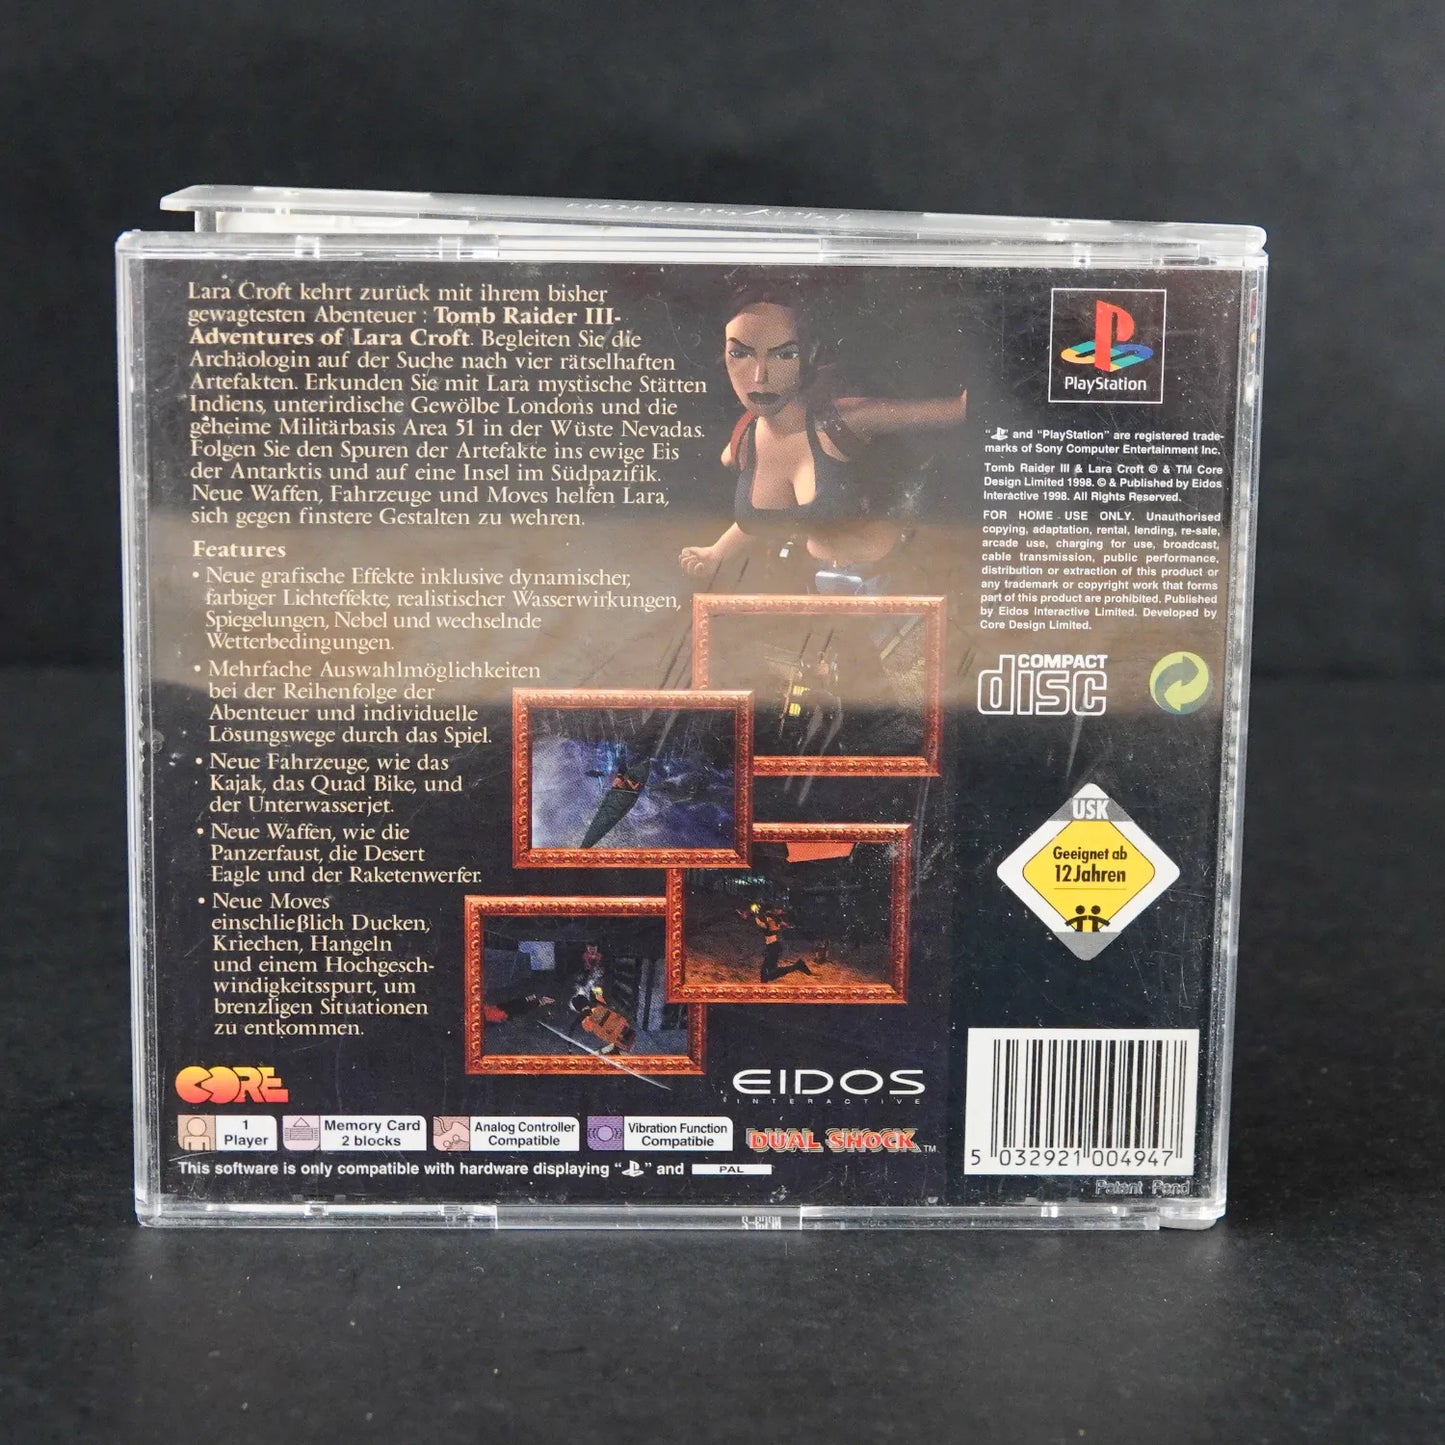 Lara Croft kehrt zurück mit ihrem bisher
gewagtesten Abenteuer : Tomb Raider III-
Adventures of Lara Croft. Begleiten Sie die
Archäologin auf der Suche nach vier rätselhaften
Artefakten. Erkunden Sie mit Lara mystische Stätten
Indiens, unterirdische Gewölbe Londons und die
geheime Militärbasis Area 51 in der Wüste Nevadas.
Folgen Sie den Spuren der Artefakte ins ewige Eis
der Antarktis und auf eine Insel im Südpazifik.
Neue Waffen, Fahrzeuge und Moves helfen Lara,
sich gegen finstere Gestalten zu wehren.
Features
• Neue grafische Effekte inklusive dynamischer,
farbiger Lichteffekte, realistischer Wasserwirkungen,
Spiegelungen, Nebel und wechselnde
Wetterbedingungen.
• Mehrfache Auswahlmöglichkeiten
bei der Reihenfolge der
Abenteuer und individuelle
Lösungswege durch das Spiel.
• Neue Fahrzeuge, wie das
Kajak, das Quad Bike, und
der Unterwasserjet.
• Neue Waffen, wie die
Panzerfaust, die Desert
Eagle und der Raketenwerfer.
• Neue Moves
einschließlich Ducken,
Kriechen, Hangeln
und einem Hochgesch-
windigkeitsspurt, um
brenzligen Situationen
zu entkommen.
PlayStation
" " and "PlayStation" are registered trade-
marks of Sony Computer Entertainment Inc.
Tomb Raider III & Lara Croft © & TM Core
Design Limited 1998. © & Published by Eidos
Interactive 1998. All Rights Reserved.
FOR HOME USE ONLY. Unauthorised
copying, adaptation, rental, lending, re-sale,
arcade use, charging for use, broadcast,
cable transmission, public performance,
distribution or extraction of this product or
any trademark or copyright work that forms
part of this product are prohibited. Published
by Eidos Interactive Limited. Developed by
Core Design Limited.
COMPACT
disc
USK
Geeignet ab
12 Jahren
CORE
EIDOS
INTERACTIVE
1
Player
Memory Card
2 blocks
Analog Controller
Compatible
Vibration Function
Compatible
DUAL SHOCK™
This software is only compatible with hardware displaying " " and PAL
5 032921 004947
Patent Pend